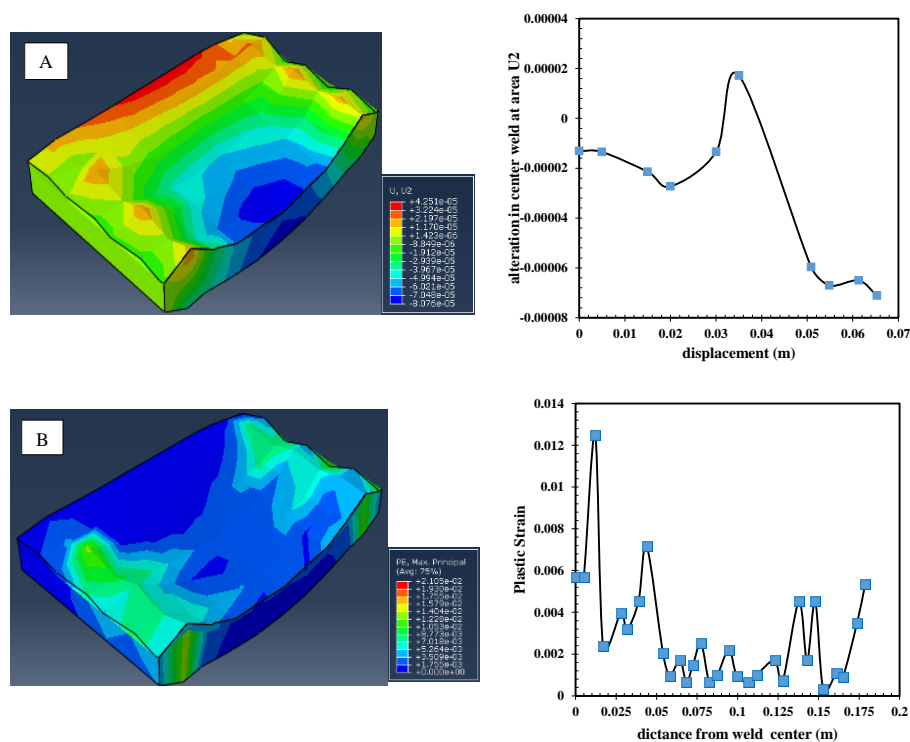 A
U, U2
+4.251e-05
+3.224e-05
+2.197e-05
+1.170e-05
+1.423e-06
-8.849e-06
-1.912e-05
-2.939e-05
-3.967e-05
-4.994e-05
-6.021e-05
-7.048e-05
-8.076e-05
alteration in center weld at area U2
0.00004
0.00002
0
-0.00002
-0.00004
-0.00006
-0.00008
0 0.01 0.02 0.03 0.04 0.05 0.06 0.07
displacement (m)
B
PE, Max. Principal
(Avg: 75%)
+2.105e-02
+1.930e-02
+1.755e-02
+1.579e-02
+1.404e-02
+1.228e-02
+1.053e-02
+8.773e-03
+7.018e-03
+5.264e-03
+3.509e-03
+1.755e-03
+0.000e+00
Plastic Strain
0.014
0.012
0.01
0.008
0.006
0.004
0.002
0
0 0.025 0.05 0.075 0.1 0.125 0.15 0.175 0.2
dictance from weld center (m)